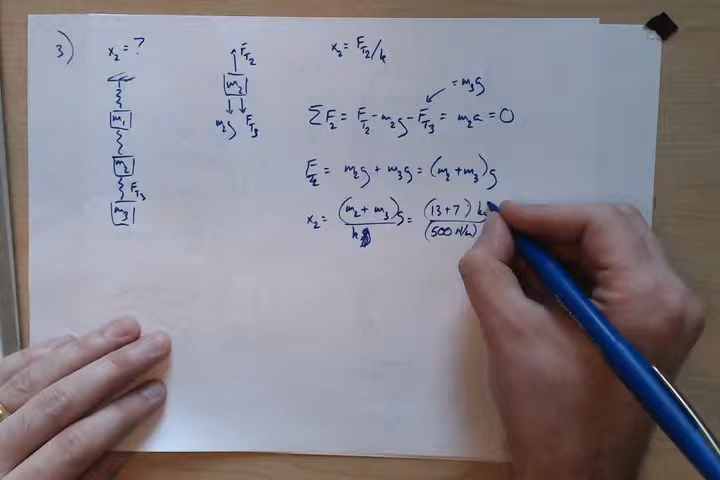 3)
x₂ = ?
F_T₂
x₂ = F_T₂/k
m₂
= m₃g
m₁
m₂g F_T₃
ΣF₂ = F_T₂ - m₂g - F_T₃ = m₂a = 0
m₂
F_T₂ = m₂g + m₃g = (m₂ + m₃)g
F_T₃
m₃
x₂ = (m₂ + m₃)g / k = (13+7) k
(500 N/m)